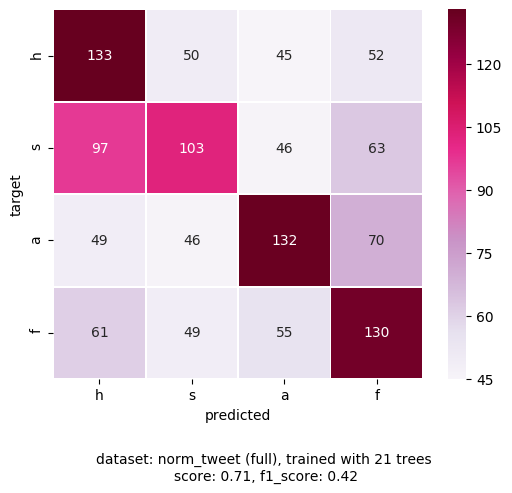 h 133 50 45 52
s 97 103 46 63
a 49 46 132 70
f 61 49 55 130
target
h s a f
predicted
120
105
90
75
60
45
dataset: norm_tweet (full), trained with 21 trees
score: 0.71, f1_score: 0.42